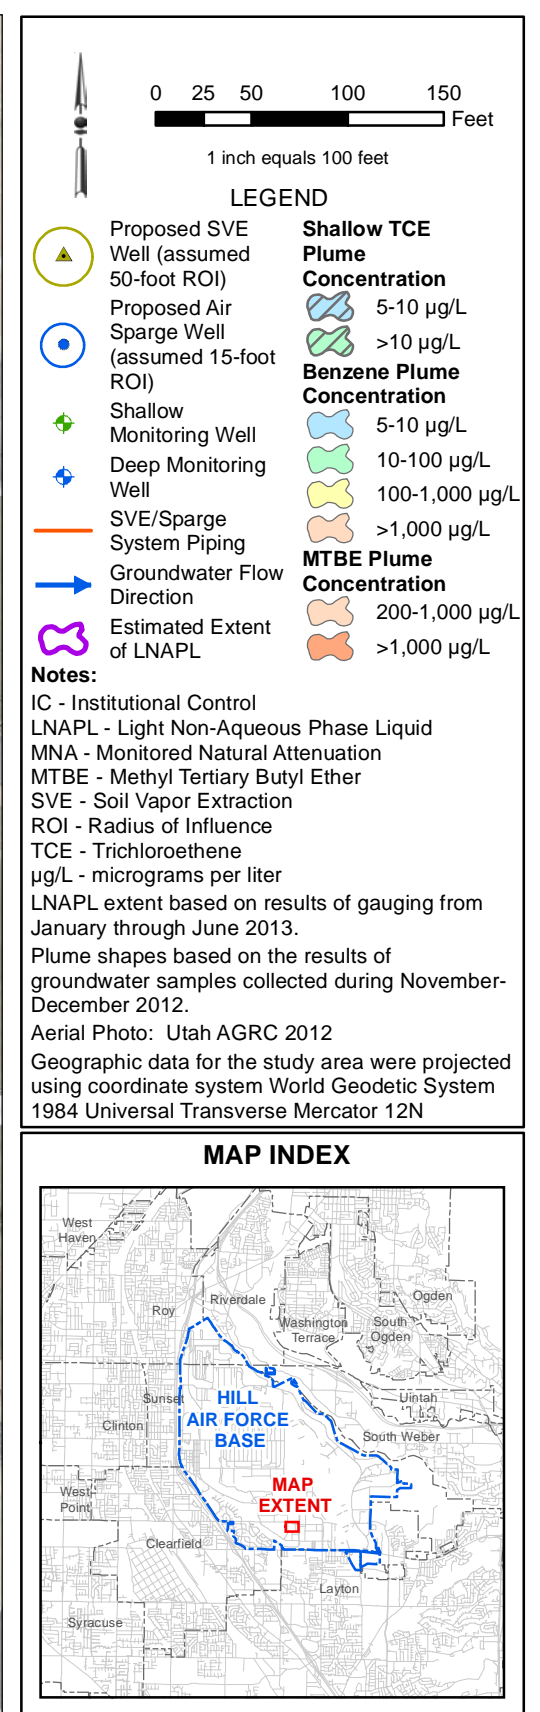 0 25 50 100 150
Feet
1 inch equals 100 feet
LEGEND
Proposed SVE
Well (assumed
50-foot ROI)
Proposed Air
Sparge Well
(assumed 15-foot
ROI)
Shallow
Monitoring Well
Deep Monitoring
Well
SVE/Sparge
System Piping
Groundwater Flow
Direction
Estimated Extent
of LNAPL
Shallow TCE
Plume
Concentration
5-10 µg/L
>10 µg/L
Benzene Plume
Concentration
5-10 µg/L
10-100 µg/L
100-1,000 µg/L
>1,000 µg/L
MTBE Plume
Concentration
200-1,000 µg/L
>1,000 µg/L
Notes:
IC - Institutional Control
LNAPL - Light Non-Aqueous Phase Liquid
MNA - Monitored Natural Attenuation
MTBE - Methyl Tertiary Butyl Ether
SVE - Soil Vapor Extraction
ROI - Radius of Influence
TCE - Trichloroethene
µg/L - micrograms per liter
LNAPL extent based on results of gauging from
January through June 2013.
Plume shapes based on the results of
groundwater samples collected during November-
December 2012.
Aerial Photo: Utah AGRC 2012
Geographic data for the study area were projected
using coordinate system World Geodetic System
1984 Universal Transverse Mercator 12N
MAP INDEX
West
Haven
Roy
Riverdale
Washington
Terrace
South
Ogden
Ogden
Uintah
South Weber
Sunset
Clinton
HILL
AIR FORCE
BASE
West
Point
MAP
EXTENT
Clearfield
Layton
Syracuse